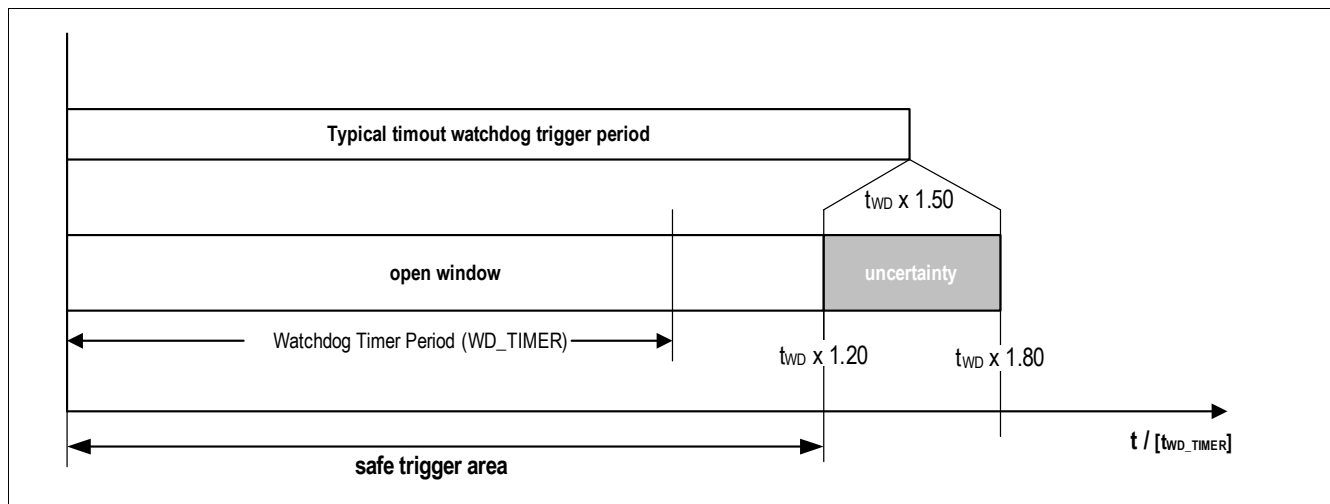 Typical timout watchdog trigger period
tWD x 1.50
open window
uncertainty
Watchdog Timer Period (WD_TIMER)
tWD x 1.20
tWD x 1.80
t / [tWD_TIMER]
safe trigger area